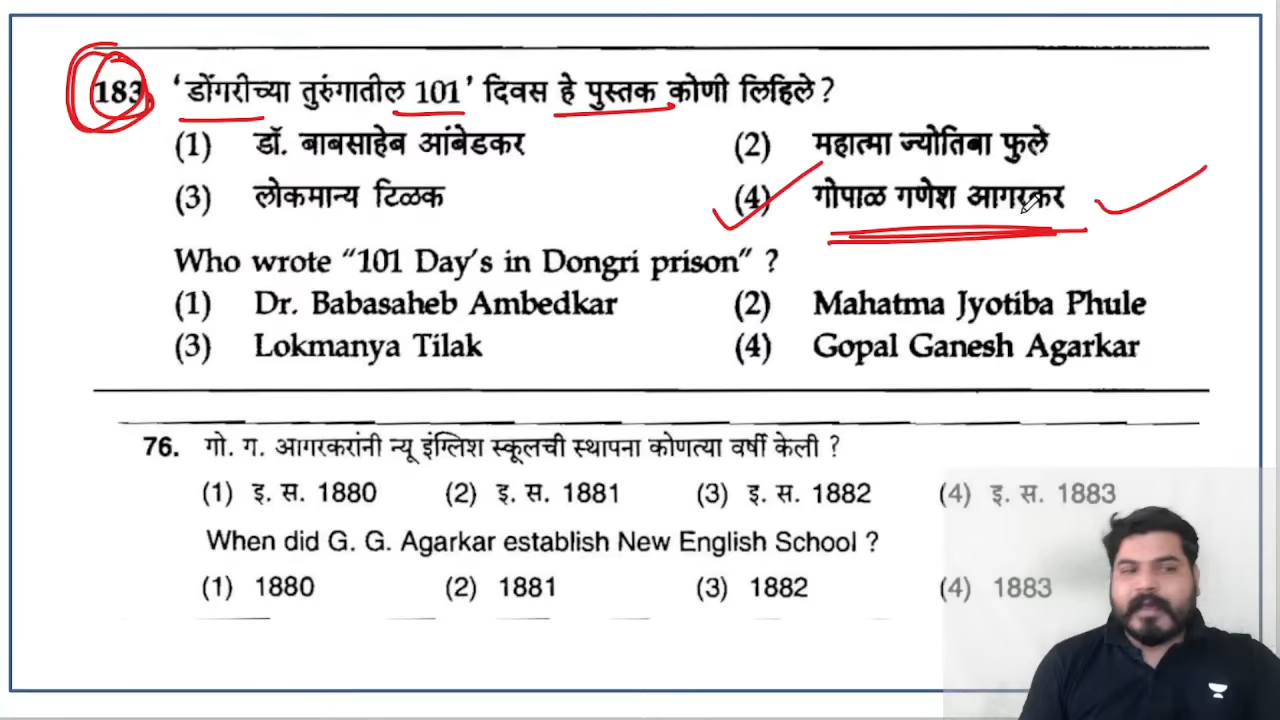 183 'डोंगरीच्या तुरुंगातील 101' दिवस हे पुस्तक कोणी लिहिले ?
(1) डॉ. बाबसाहेब आंबेडकर (2) महात्मा ज्योतिबा फुले
(3) लोकमान्य टिळक (4) गोपाळ गणेश आगरकर
Who wrote “101 Day's in Dongri prison” ?
(1) Dr. Babasaheb Ambedkar (2) Mahatma Jyotiba Phule
(3) Lokmanya Tilak (4) Gopal Ganesh Agarkar
76. गो. ग. आगरकरांनी न्यू इंग्लिश स्कूलची स्थापना कोणत्या वर्षी केली ?
(1) इ. स. 1880 (2) इ. स. 1881 (3) इ. स. 1882 (4) इ. स. 1883
When did G. G. Agarkar establish New English School ?
(1) 1880 (2) 1881 (3) 1882 (4) 1883